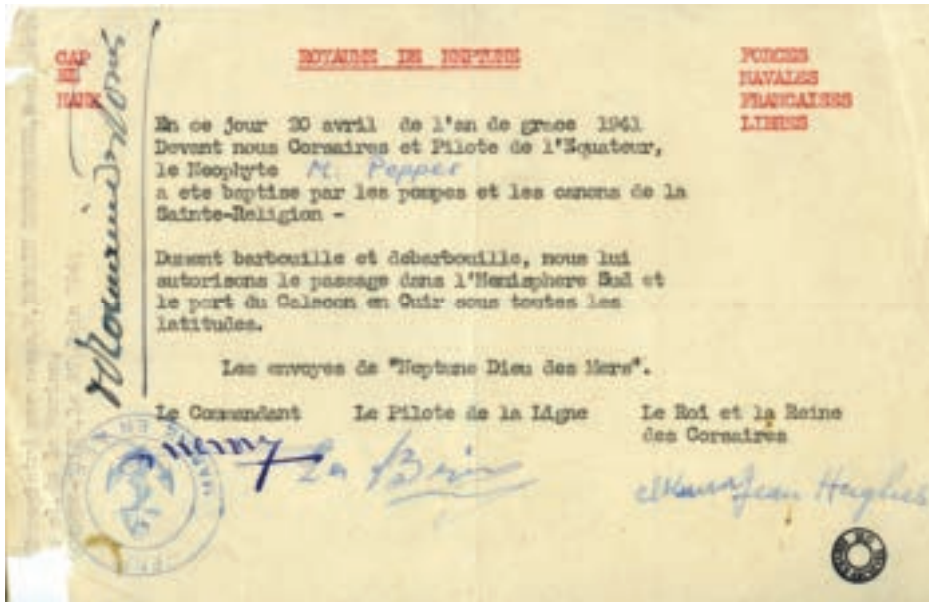 CAP
EL
HANK
ROYAUME DE NEPTUNE
FORCES
NAVALES
FRANCAISES
LIBRES
En ce jour 20 avril de l'an de grace 1941
Devant nous Corsaires et Pilote de l'Equateur,
le Neophyte M. Pepper
a ete baptise par les pompes et les canons de la
Sainte-Religion -
Dument barbouille et debarbouille, nous lui
autorisons le passage dans l'Hemisphere Sud et
le port du Calecon en Cuir sous toutes les
latitudes.
Les envoyes de "Neptune Dieu des Mers".
Le Commandant Le Pilote de la Ligne Le Roi et la Reine
des Corsaires
Jean Hughes